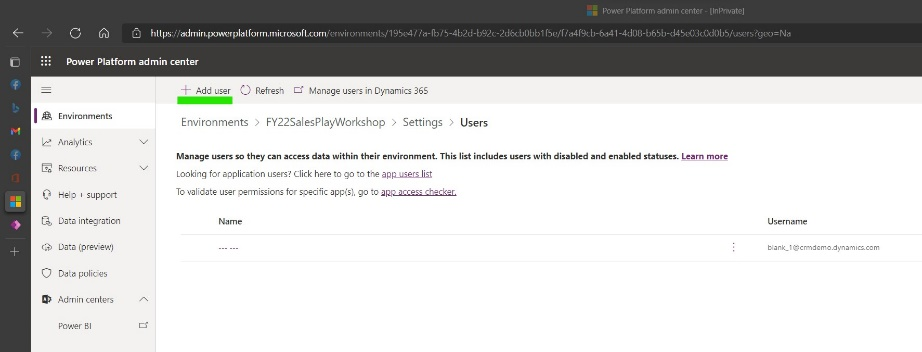 Power Platform admin center - [InPrivate]
https://admin.powerplatform.microsoft.com/environments/195e477a-fb75-4b2d-b92c-2d6cb0bb1f5e/f7a4f9cb-6a41-4d08-b65b-d45e03c0d0b5/users?geo=Na
Power Platform admin center
+ Add user Refresh Manage users in Dynamics 365
Environments > FY22SalesPlayWorkshop > Settings > Users
Environments
Analytics
Resources
Help + support
Data integration
Data (preview)
Data policies
Admin centers
Power BI
Manage users so they can access data within their environment. This list includes users with disabled and enabled statuses. Learn more
Looking for application users? Click here to go to the app users list
To validate user permissions for specific app(s), go to app access checker.
Name Username
--- --- blank_1@crmdemo.dynamics.com